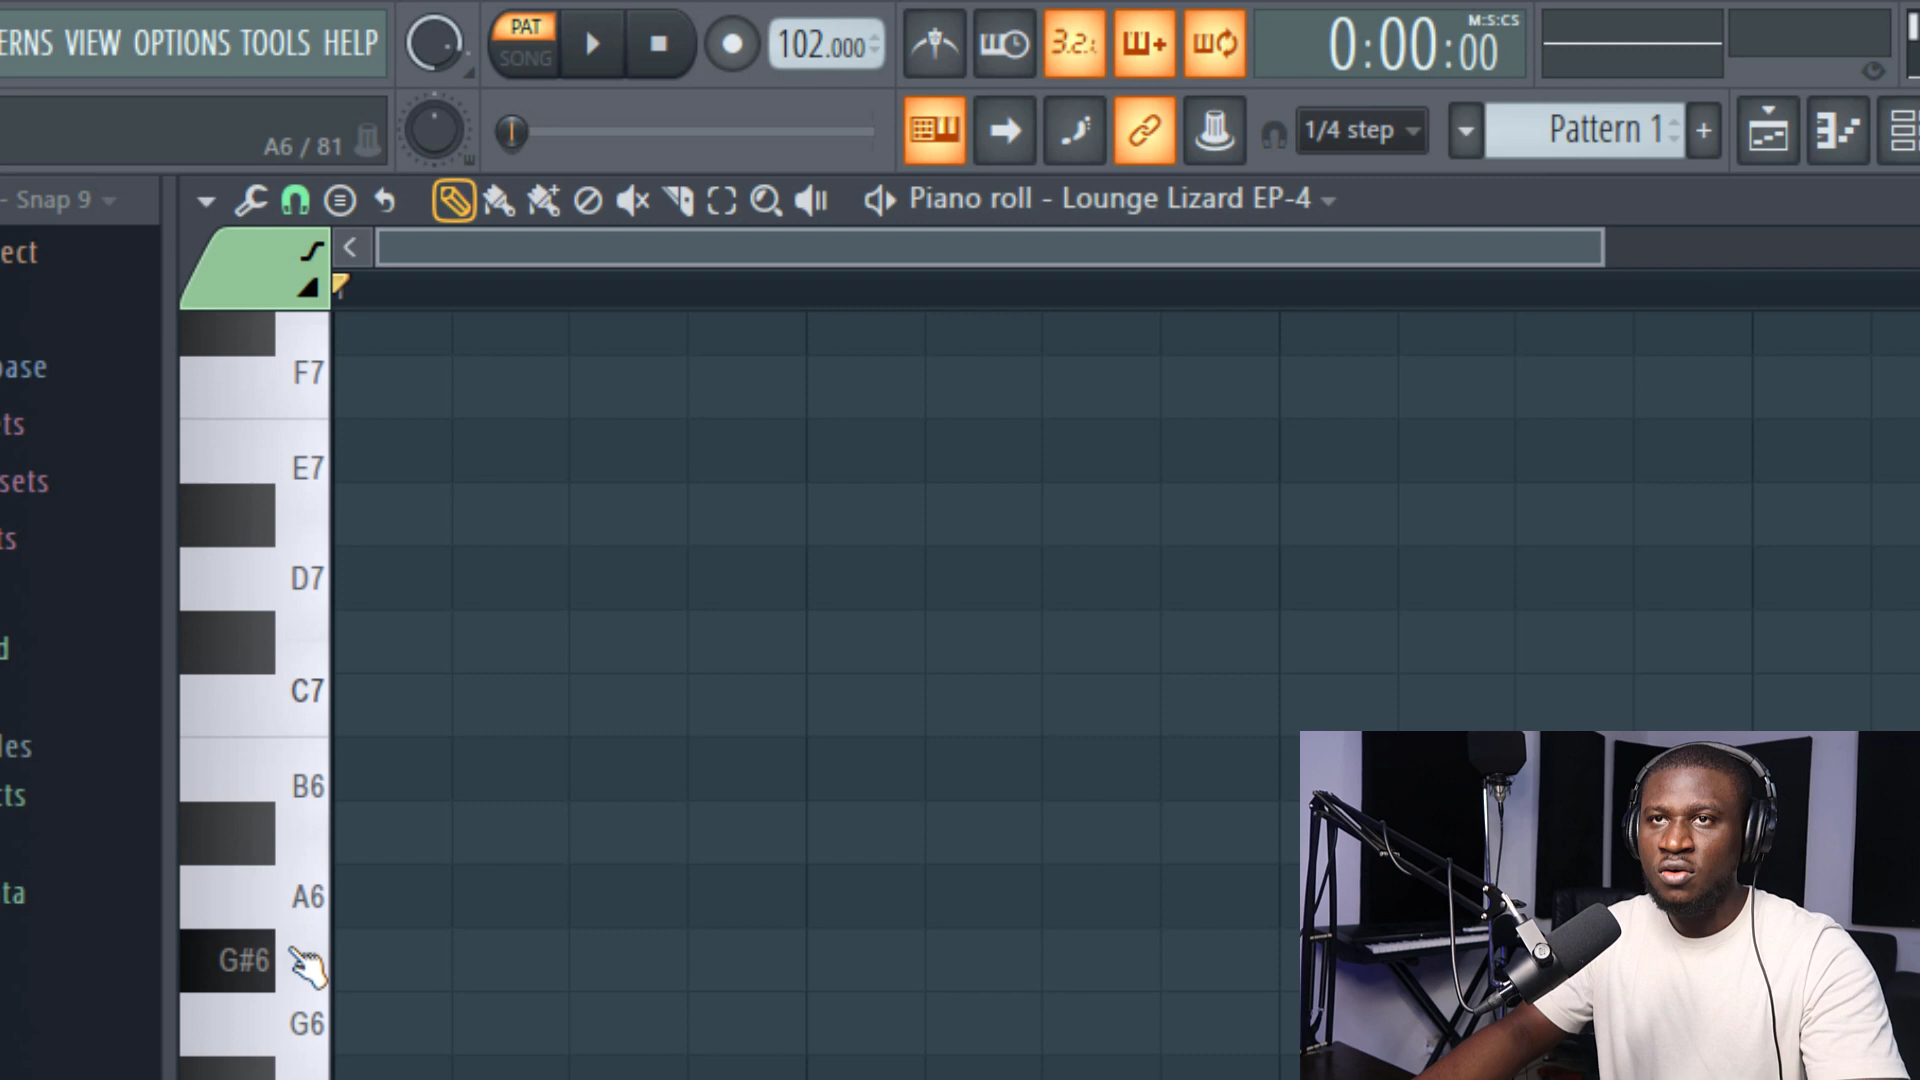 ERNS VIEW OPTIONS TOOLS HELP
PAT
SONG
102.000
3.2.
M:S:CS
0:00:00
A6 / 81
1/4 step
Pattern 1
+
- Snap 9
Piano roll - Lounge Lizard EP-4
ect
base
ts
sets
ts
d
les
cts
ta
F7
E7
D7
C7
B6
A6
G#6
G6